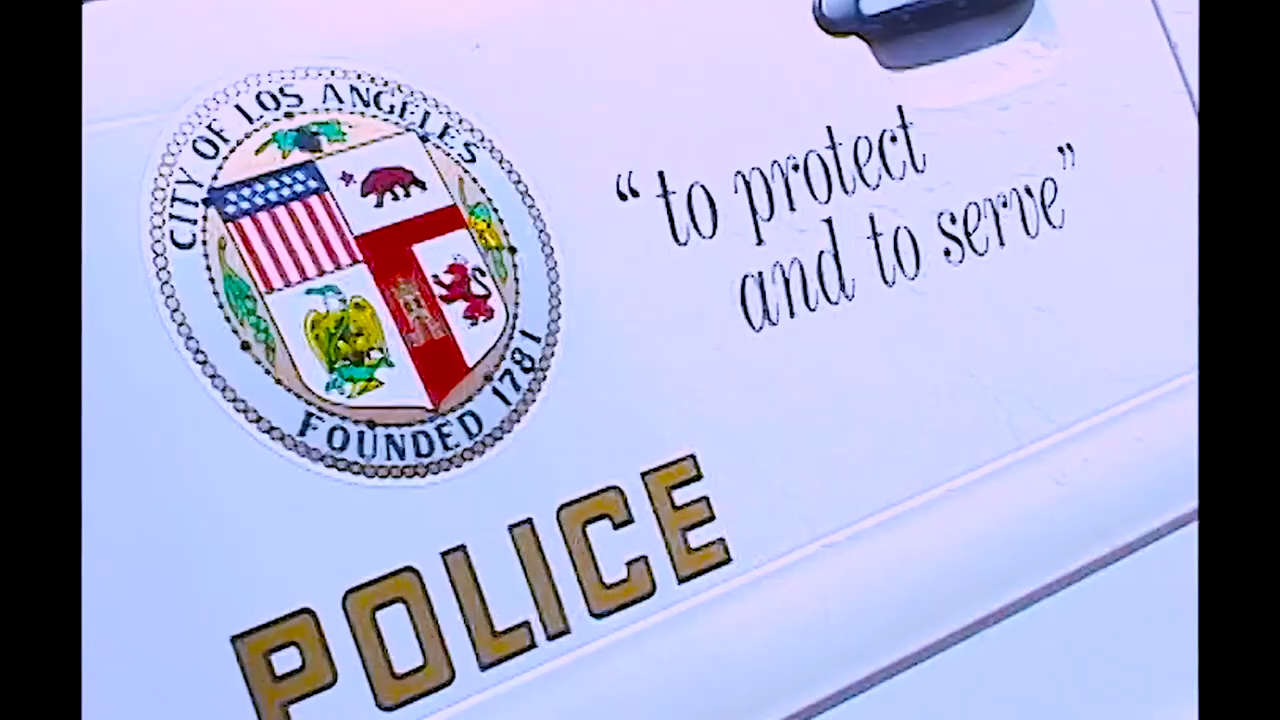 CITY OF LOS ANGELES
FOUNDED 1781
“to protect
and to serve”
POLICE